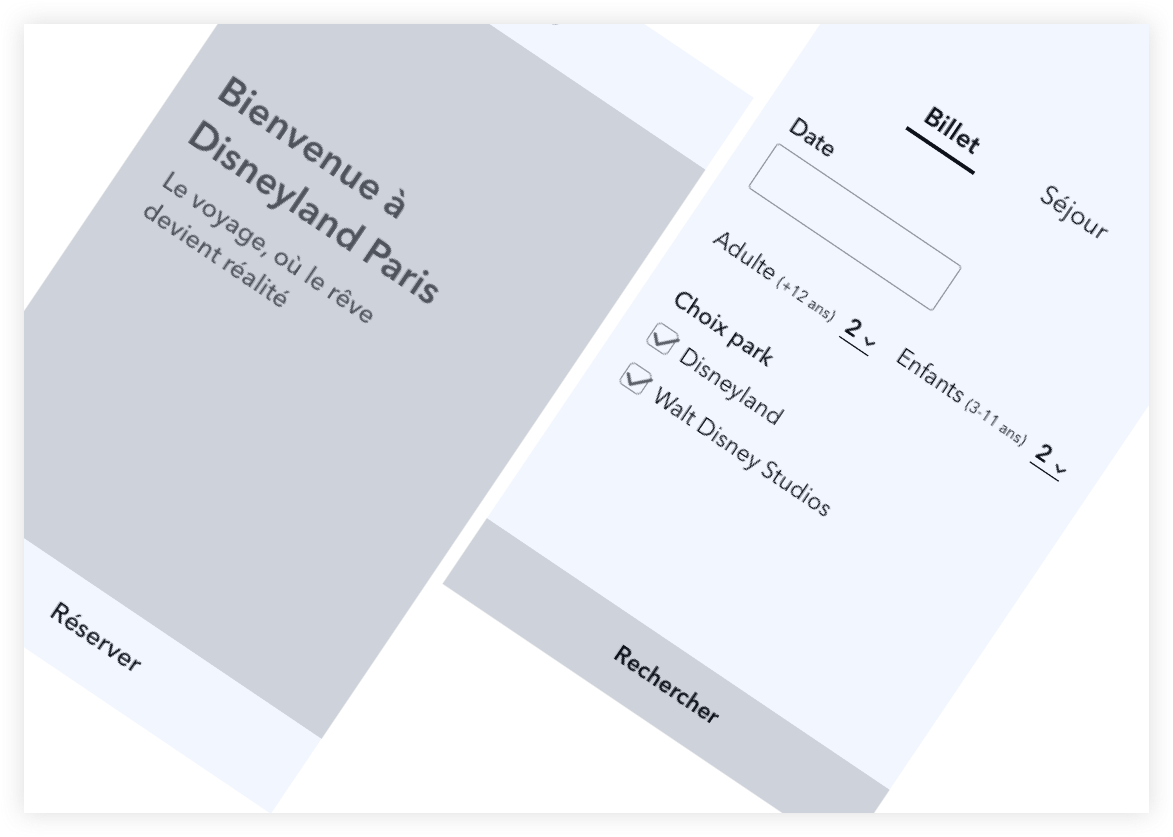 Bienvenue à
Disneyland Paris
Le voyage, où le rêve
devient réalité
Réserver
Billet
Séjour
Date
Adulte (+12 ans) 2
Enfants (3-11 ans) 2
Choix park
Disneyland
Walt Disney Studios
Rechercher